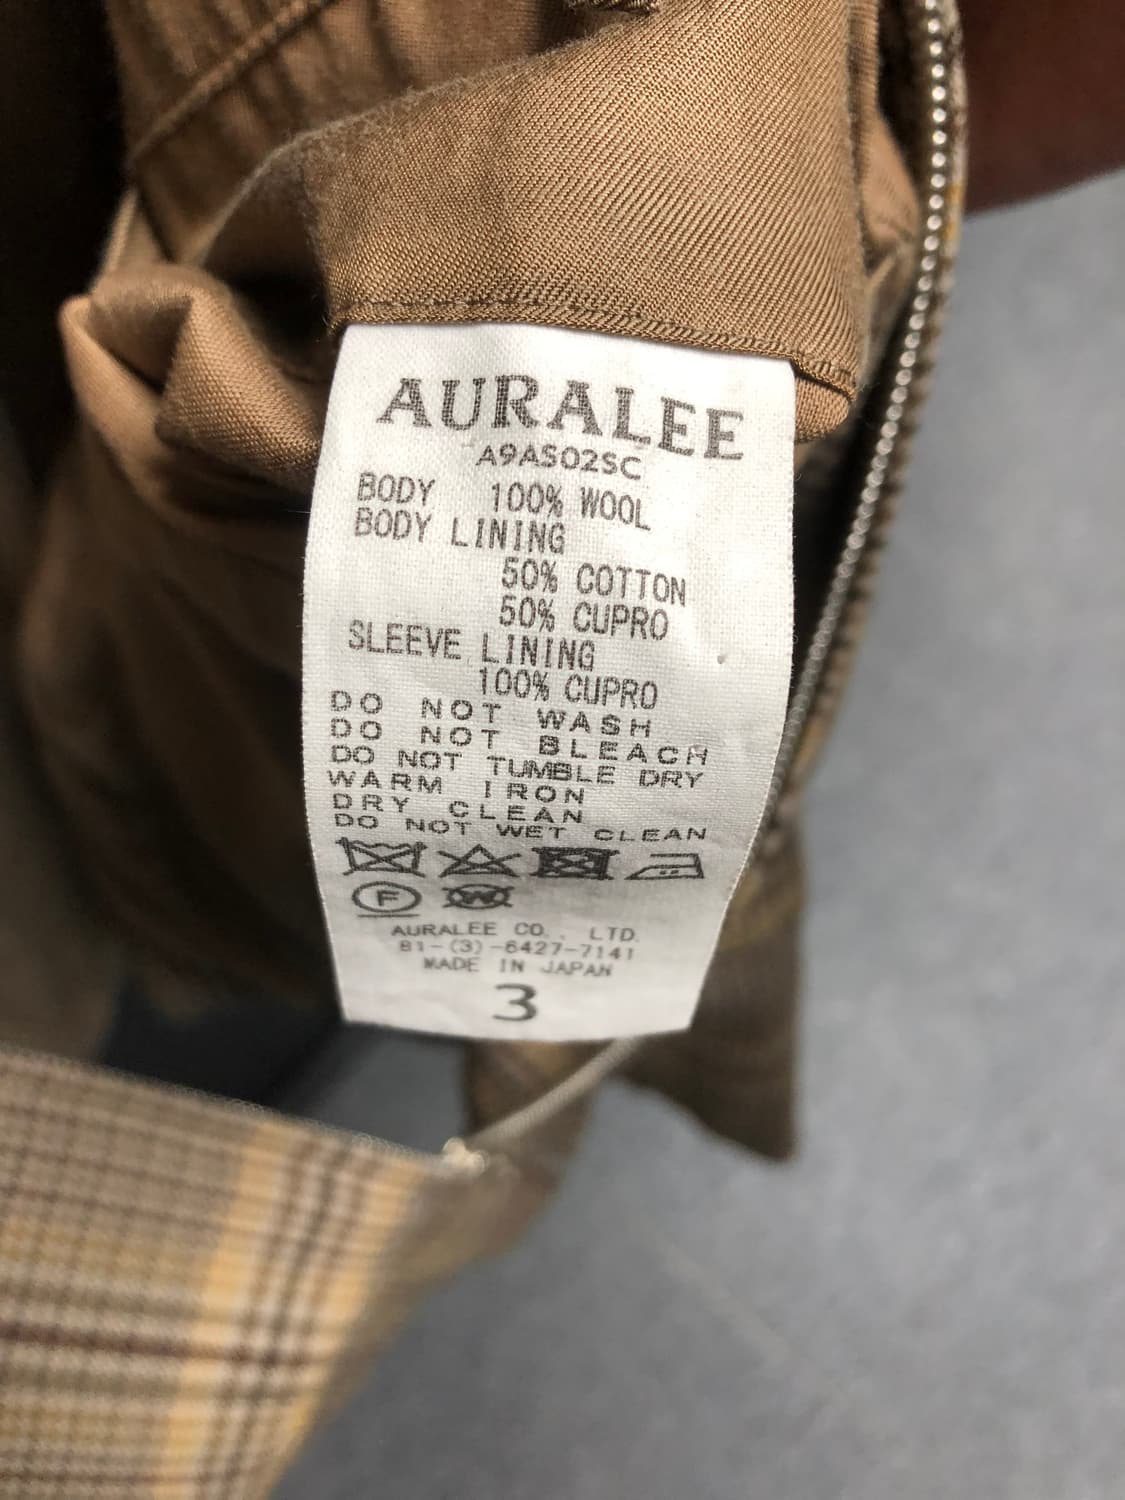 AURALEE
A9AS02SC
BODY 100% WOOL
BODY LINING
50% COTTON
50% CUPRO
SLEEVE LINING
100% CUPRO
DO NOT WASH
DO NOT BLEACH
DO NOT TUMBLE DRY
WARM IRON
DRY CLEAN
DO NOT WET CLEAN
F W
AURALEE CO., LTD.
81-(3)-6427-7141
MADE IN JAPAN
3